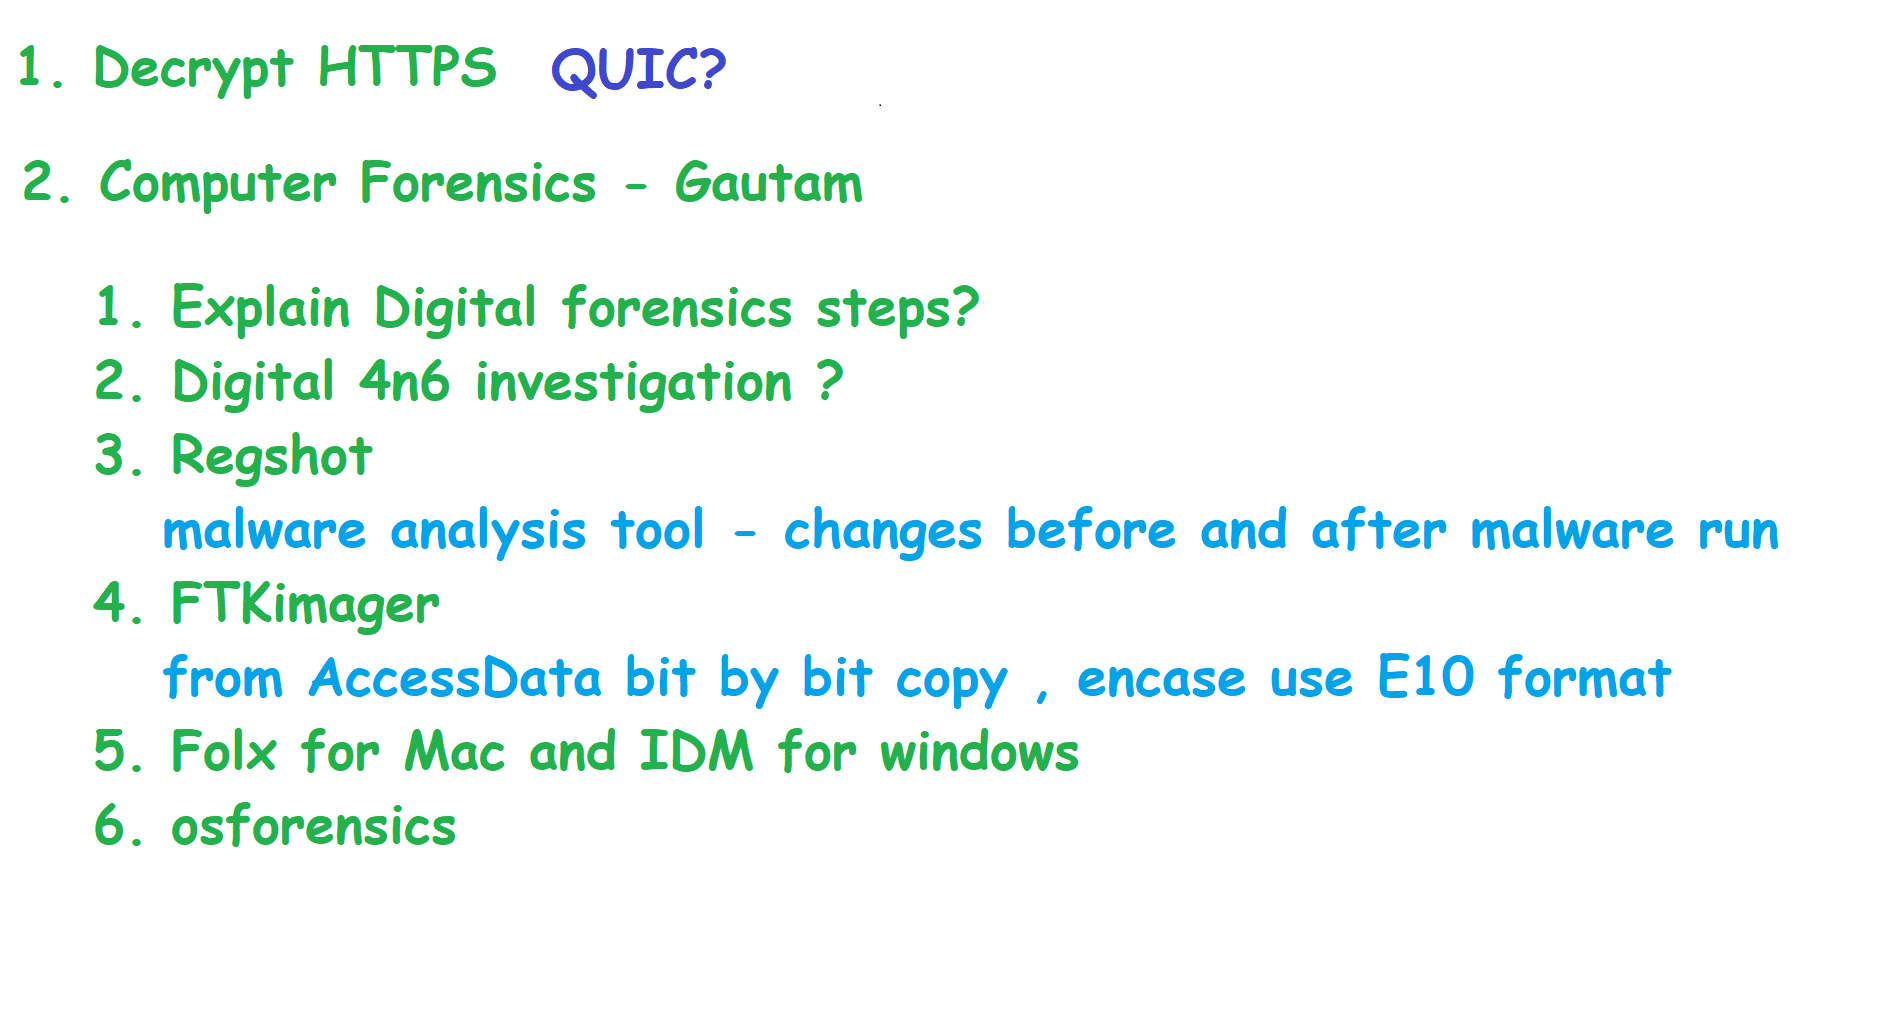 1. Decrypt HTTPS QUIC?
2. Computer Forensics - Gautam
1. Explain Digital forensics steps?
2. Digital 4n6 investigation ?
3. Regshot
malware analysis tool - changes before and after malware run
4. FTKimager
from AccessData bit by bit copy , encase use E10 format
5. Folx for Mac and IDM for windows
6. osforensics